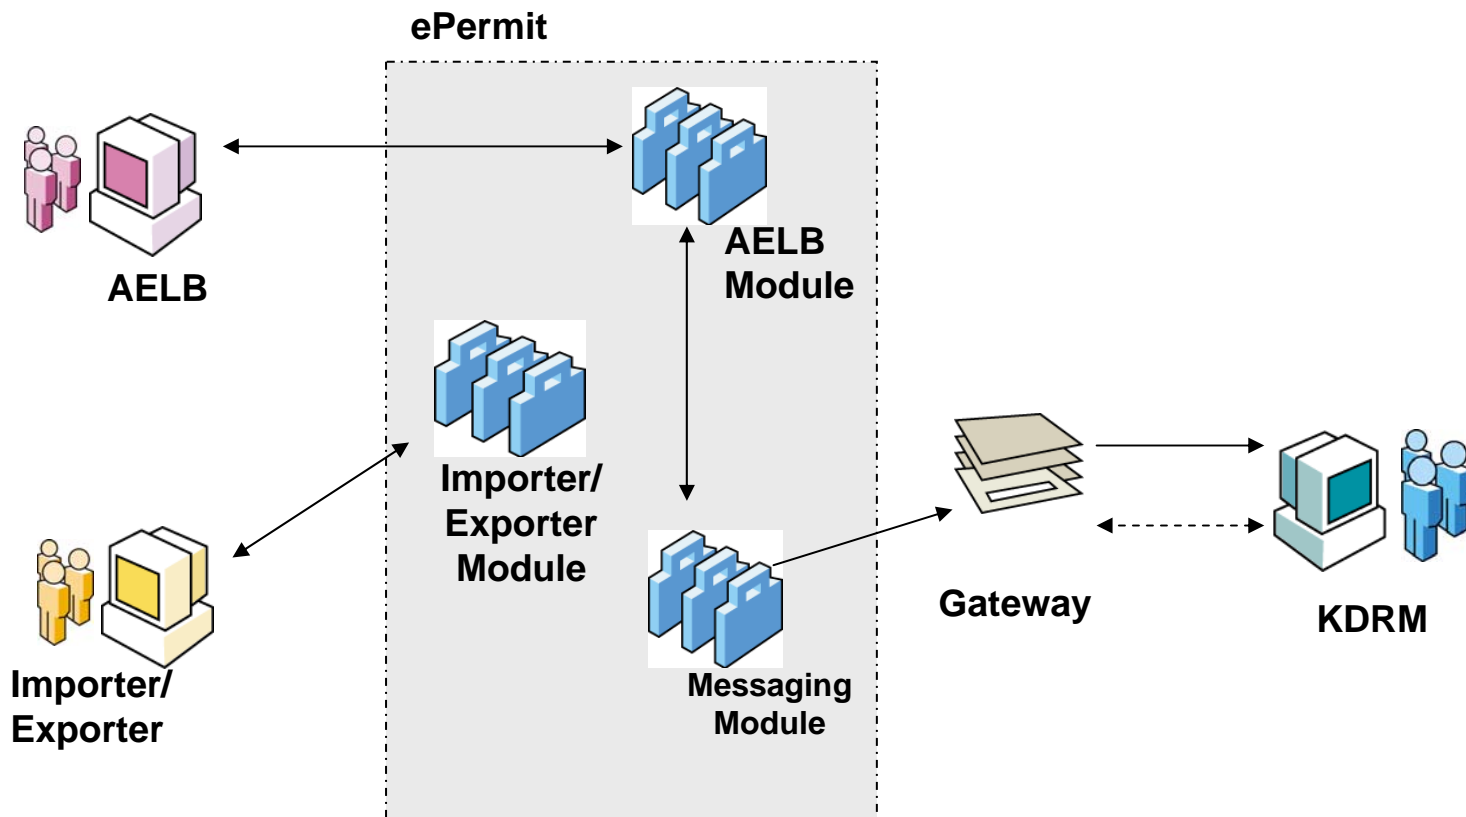 ePermit
AELB
AELB
Module
Importer/
Exporter
Module
Gateway
KDRM
Importer/
Exporter
Messaging
Module